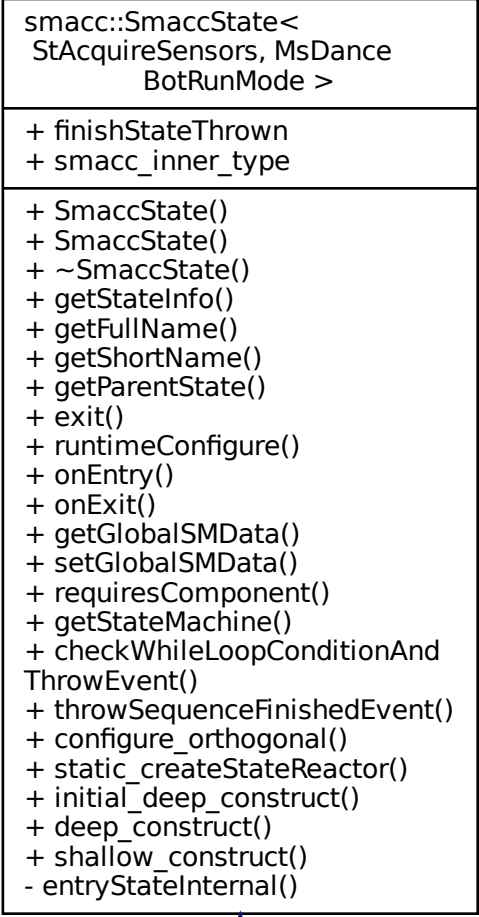 smacc::SmaccState<
StAcquireSensors, MsDance
BotRunMode >
+ finishStateThrown
+ smacc_inner_type
+ SmaccState()
+ SmaccState()
+ ~SmaccState()
+ getStateInfo()
+ getFullName()
+ getShortName()
+ getParentState()
+ exit()
+ runtimeConfigure()
+ onEntry()
+ onExit()
+ getGlobalSMData()
+ setGlobalSMData()
+ requiresComponent()
+ getStateMachine()
+ checkWhileLoopConditionAnd
ThrowEvent()
+ throwSequenceFinishedEvent()
+ configure_orthogonal()
+ static_createStateReactor()
+ initial_deep_construct()
+ deep_construct()
+ shallow_construct()
- entryStateInternal()